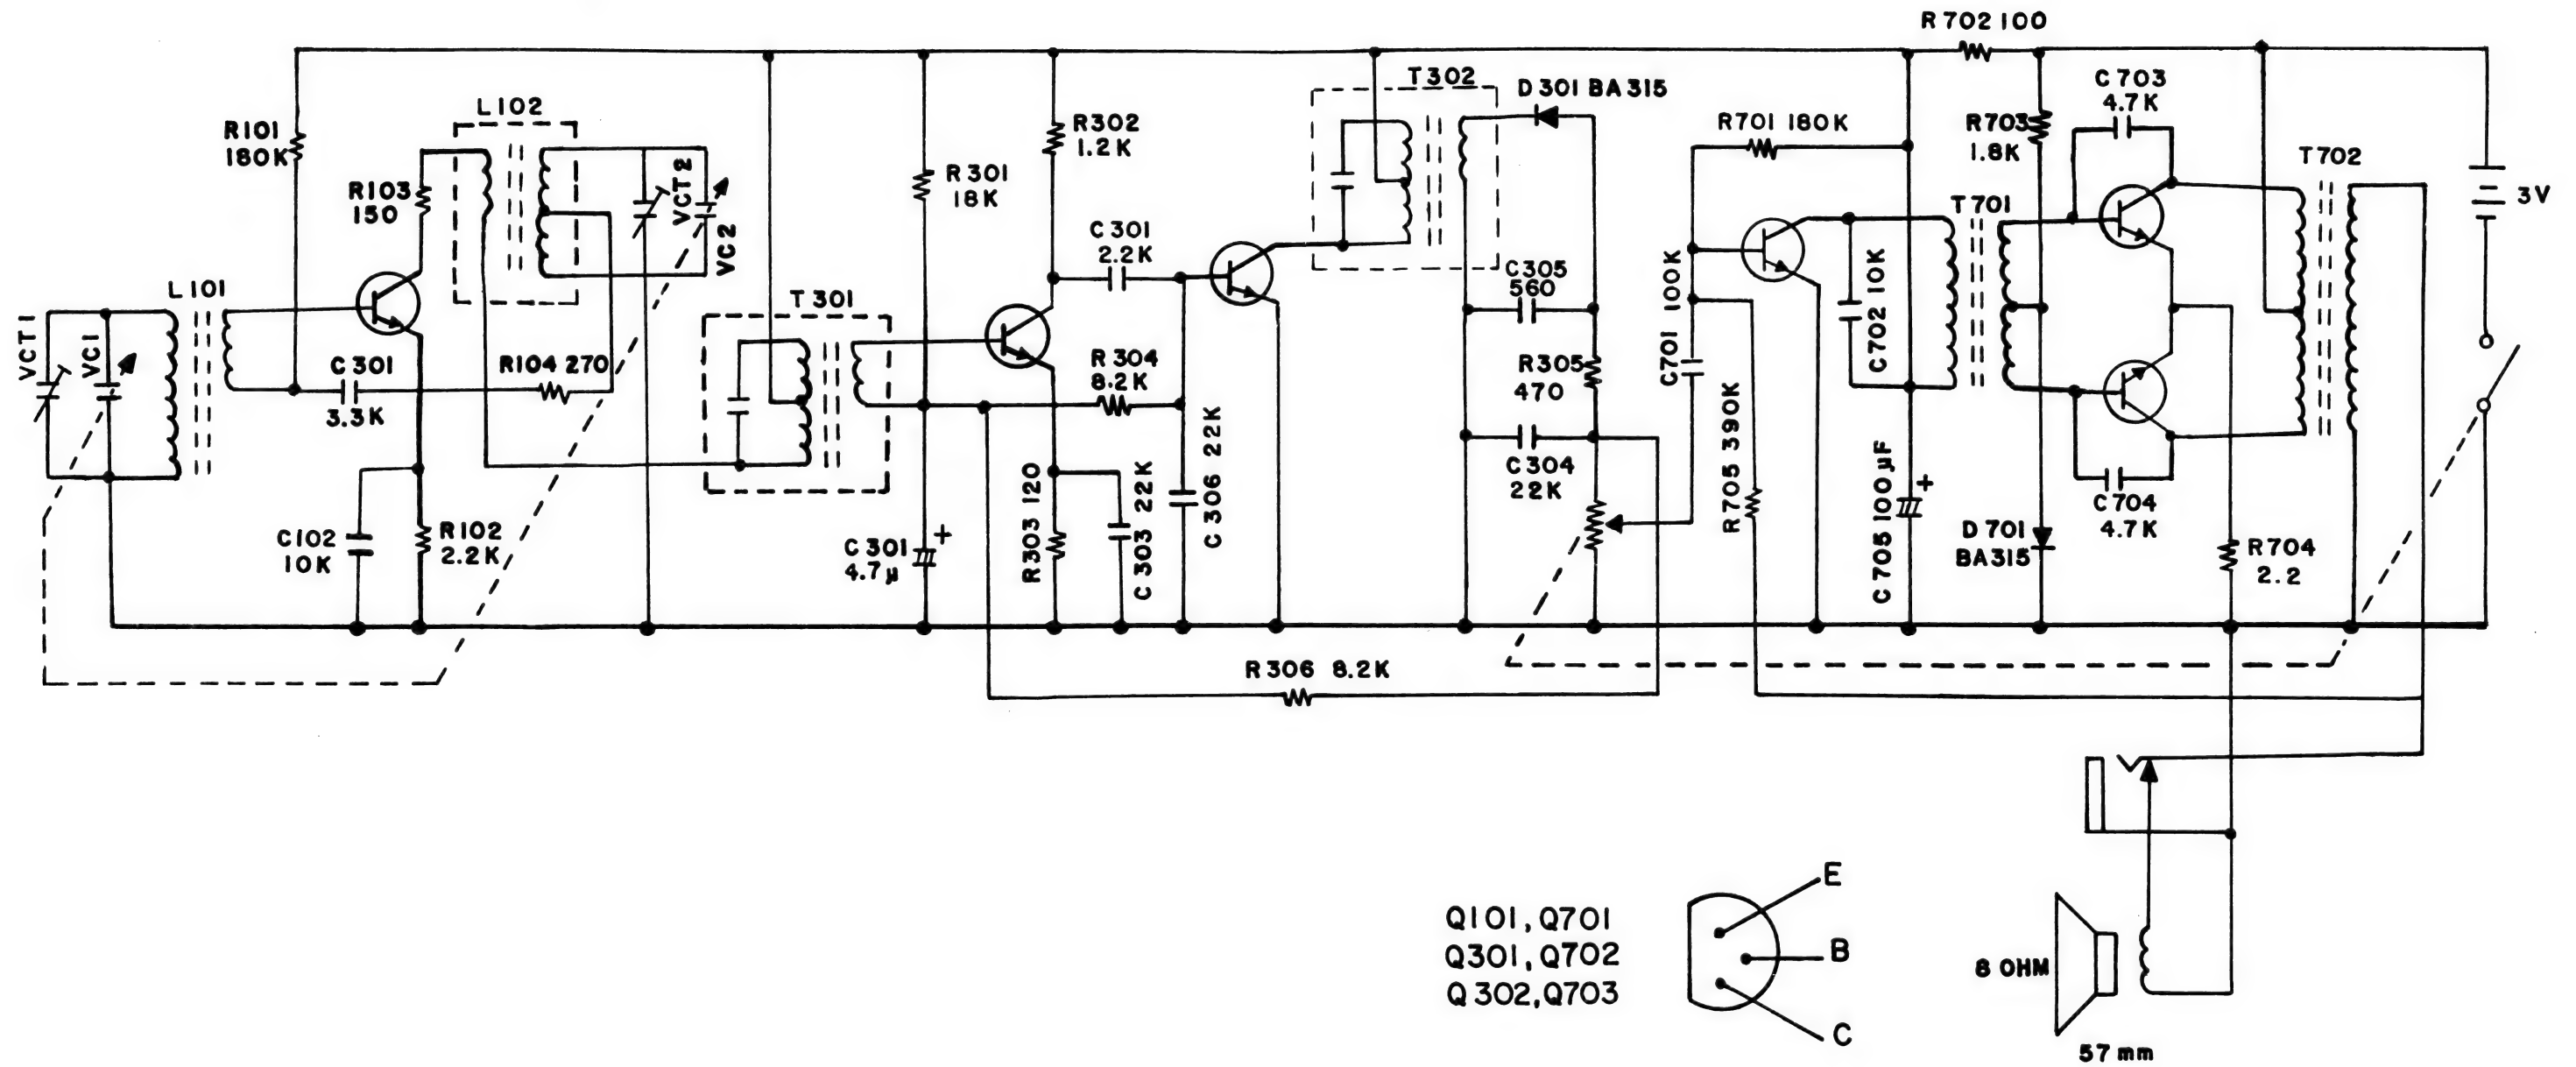 R702 100
T302
D301 BA315
C703
4.7K
L102
R101
180K
R302
1.2K
R701 180K
R703
1.8K
T702
R103
150
VCT2
VC2
R301
18K
3V
T701
C301
2.2K
L101
T301
C305
560
C701 100K
C702 10K
VCT1
VC1
C301
3.3K
R104 270
R304
8.2K
R305
470
R705 390K
C304
22K
C705 100µF
+
C704
4.7K
C102
10K
R102
2.2K
C301
4.7µ
+
R303 120
C303 22K
C306 22K
D701
BA315
R704
2.2
R306 8.2K
E
Q101, Q701
Q301, Q702
Q302, Q703
B
C
8 OHM
57 mm